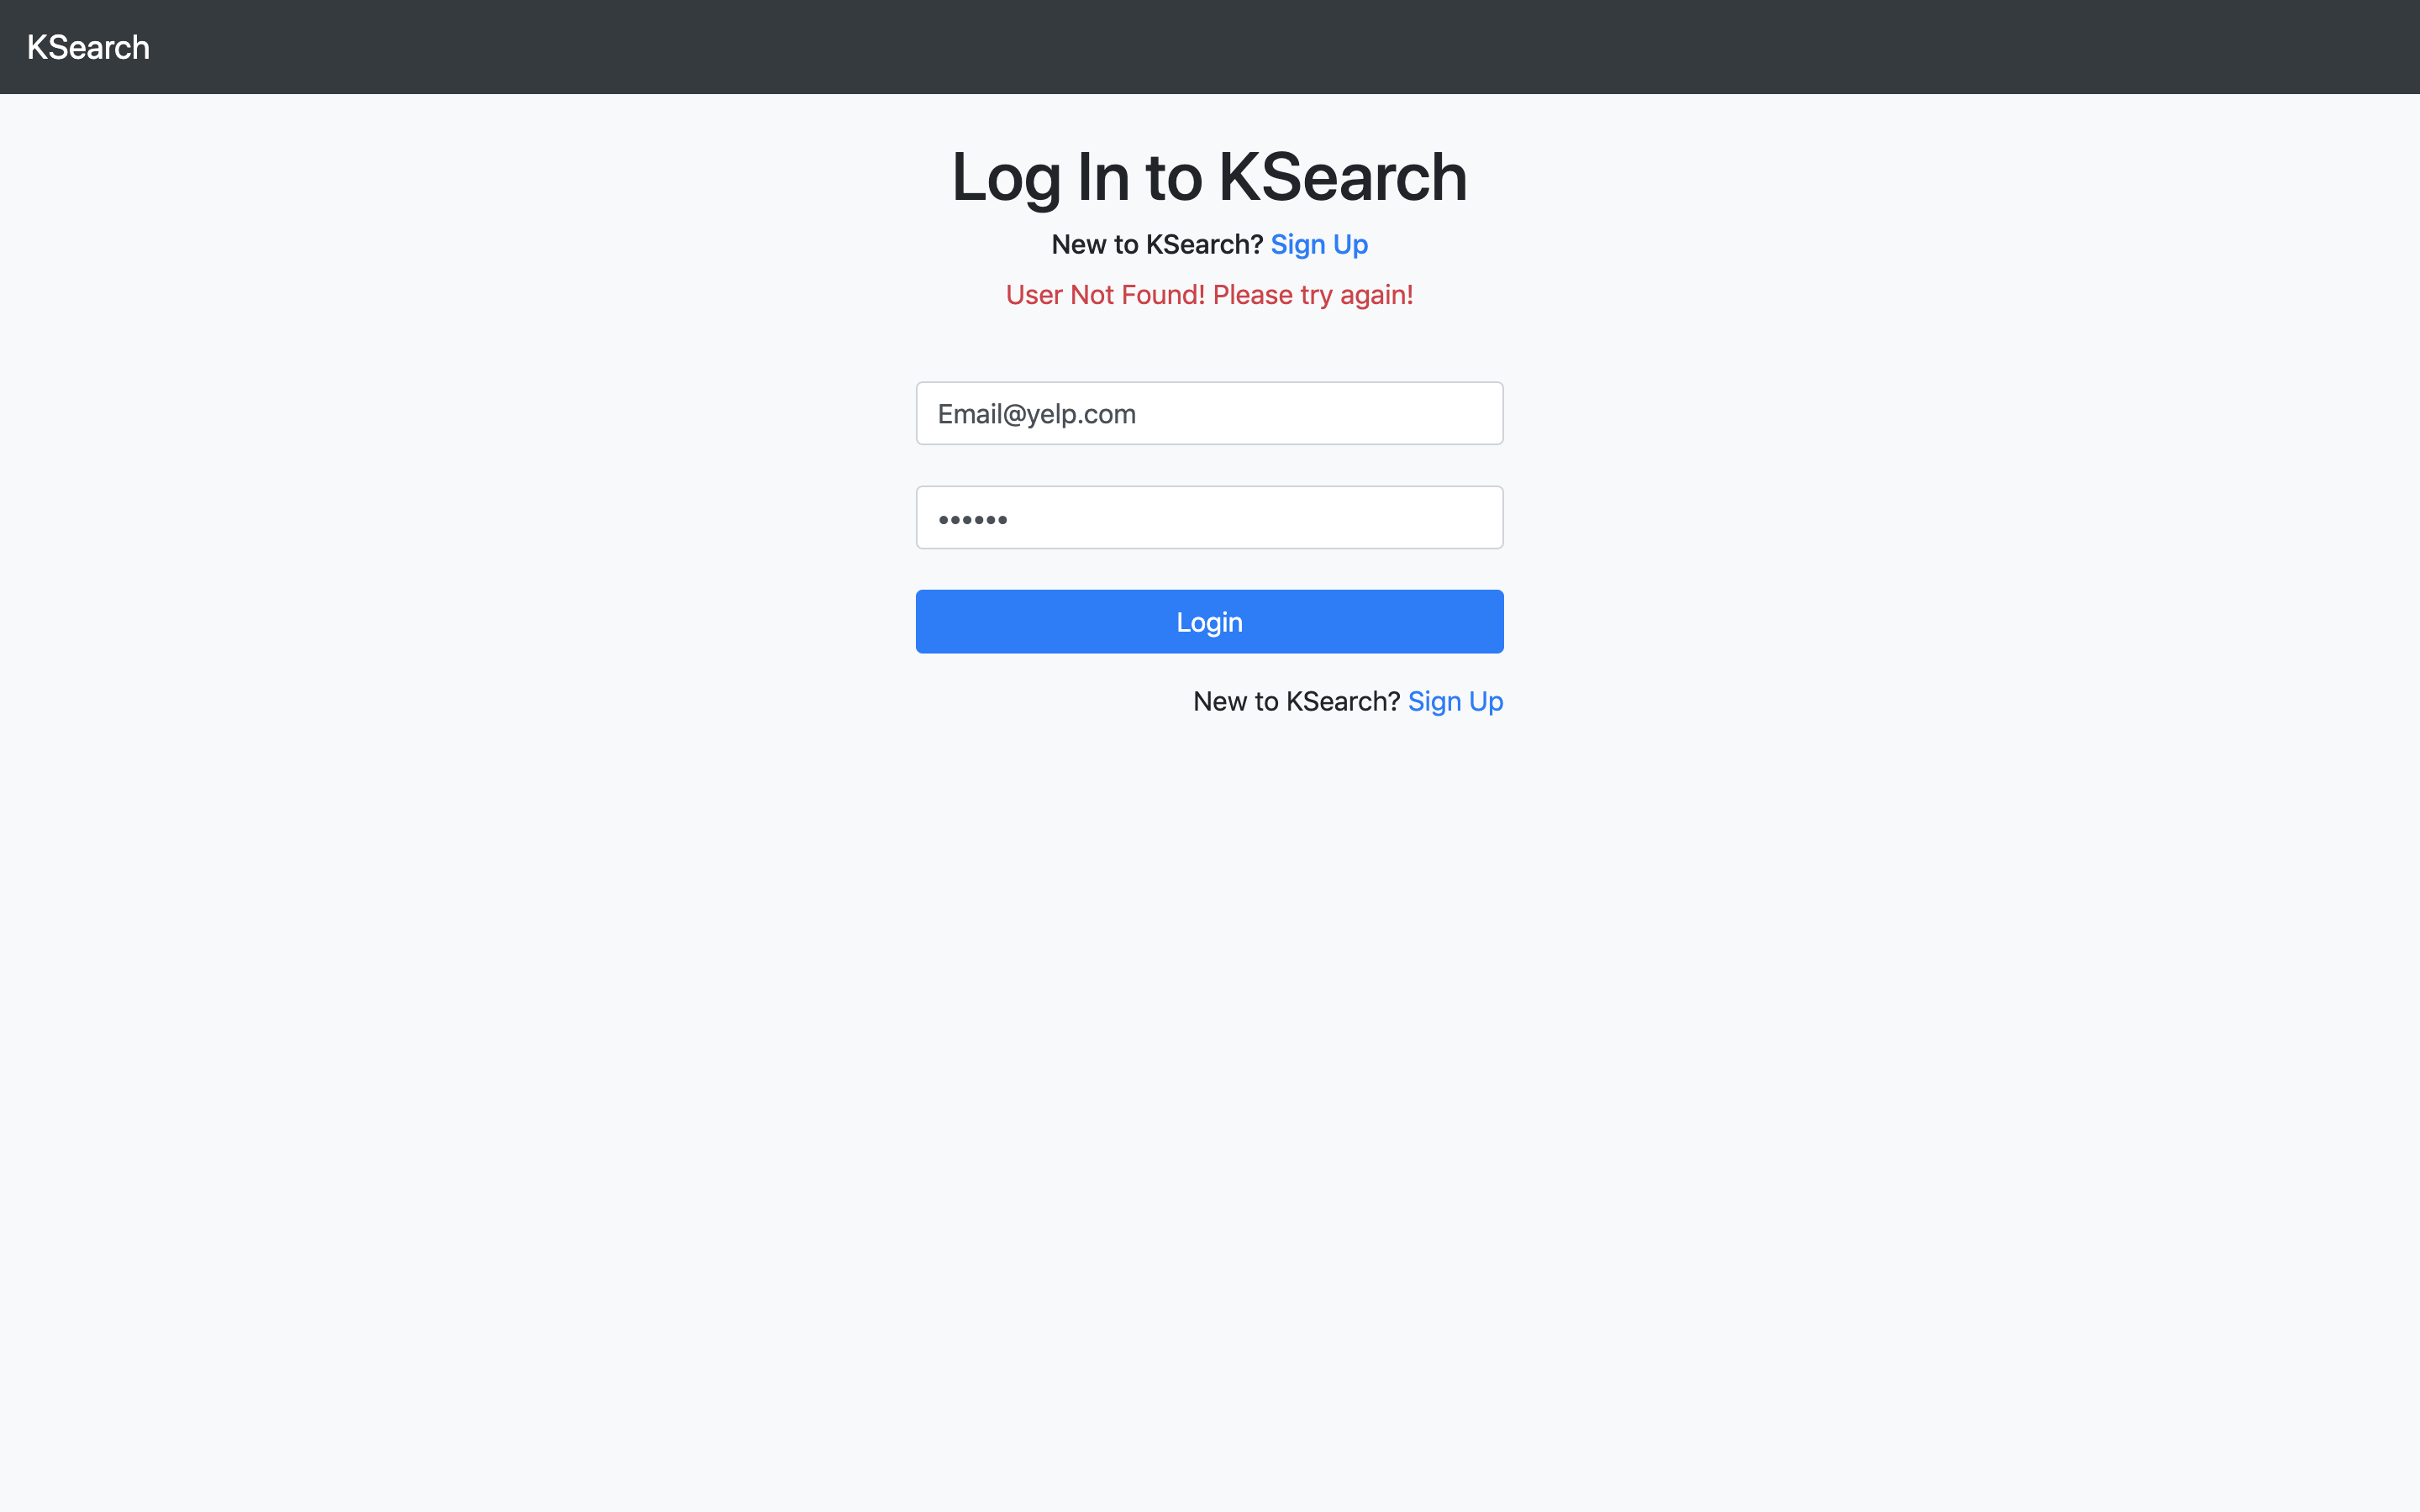 KSearch
Log In to KSearch
New to KSearch? Sign Up
User Not Found! Please try again!
Email@yelp.com
••••••
Login
New to KSearch? Sign Up